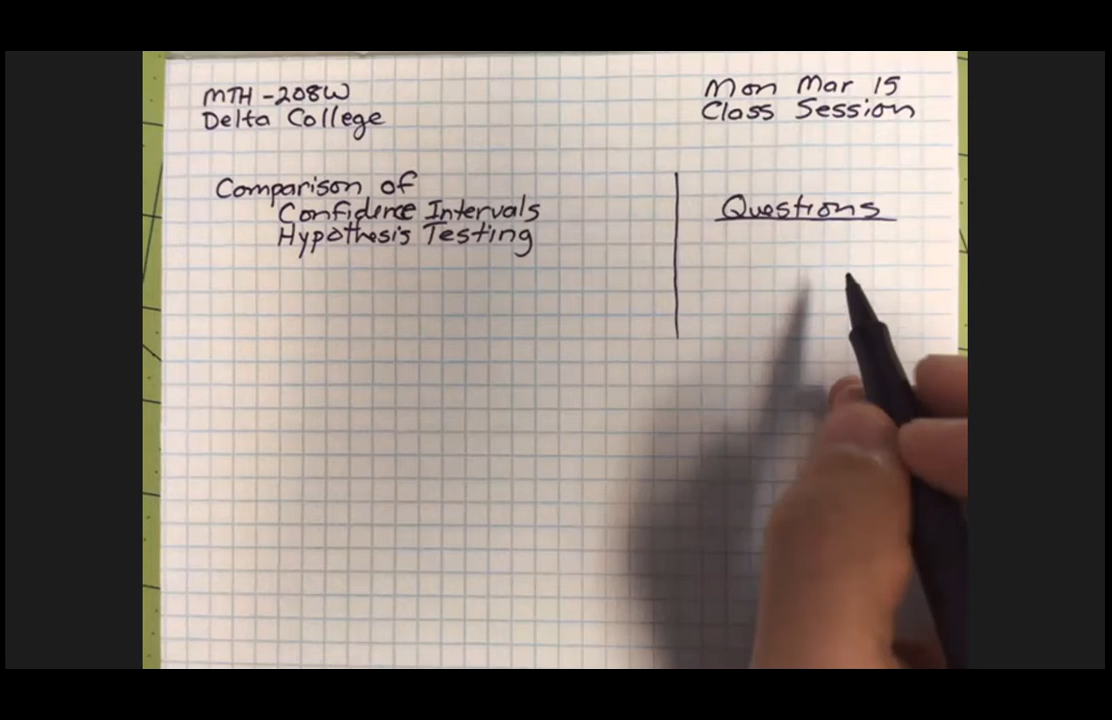 MTH-208W
Delta College
Mon Mar 15
Class Session
Comparison of
Confidence Intervals
Hypothesis Testing
Questions